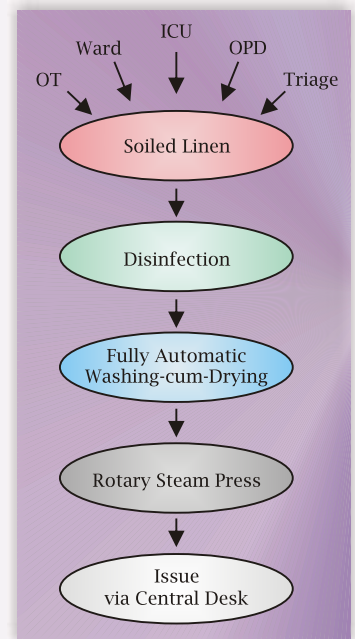 ICU
Ward
OPD
OT
Triage
Soiled Linen
Disinfection
Fully Automatic
Washing-cum-Drying
Rotary Steam Press
Issue
via Central Desk